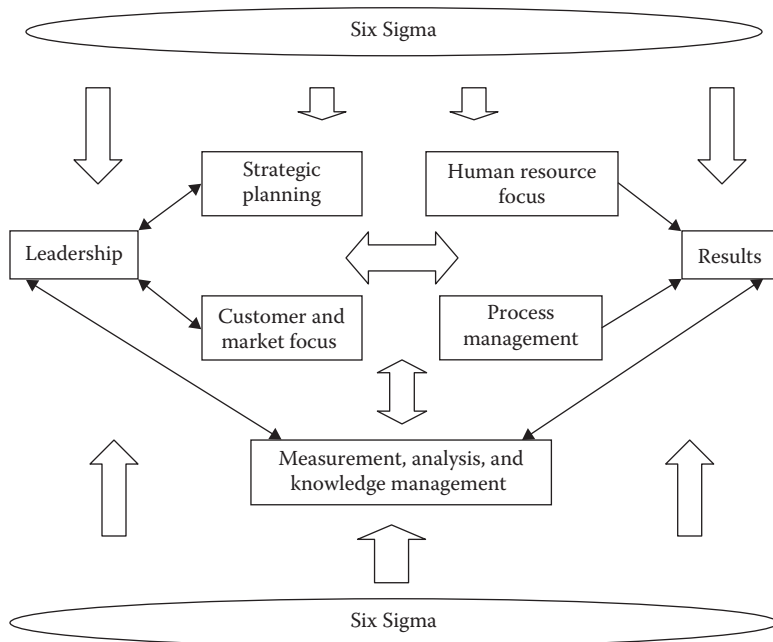 Six Sigma
Strategic
planning
Human resource
focus
Leadership
Results
Customer and
market focus
Process
management
Measurement, analysis, and
knowledge management
Six Sigma